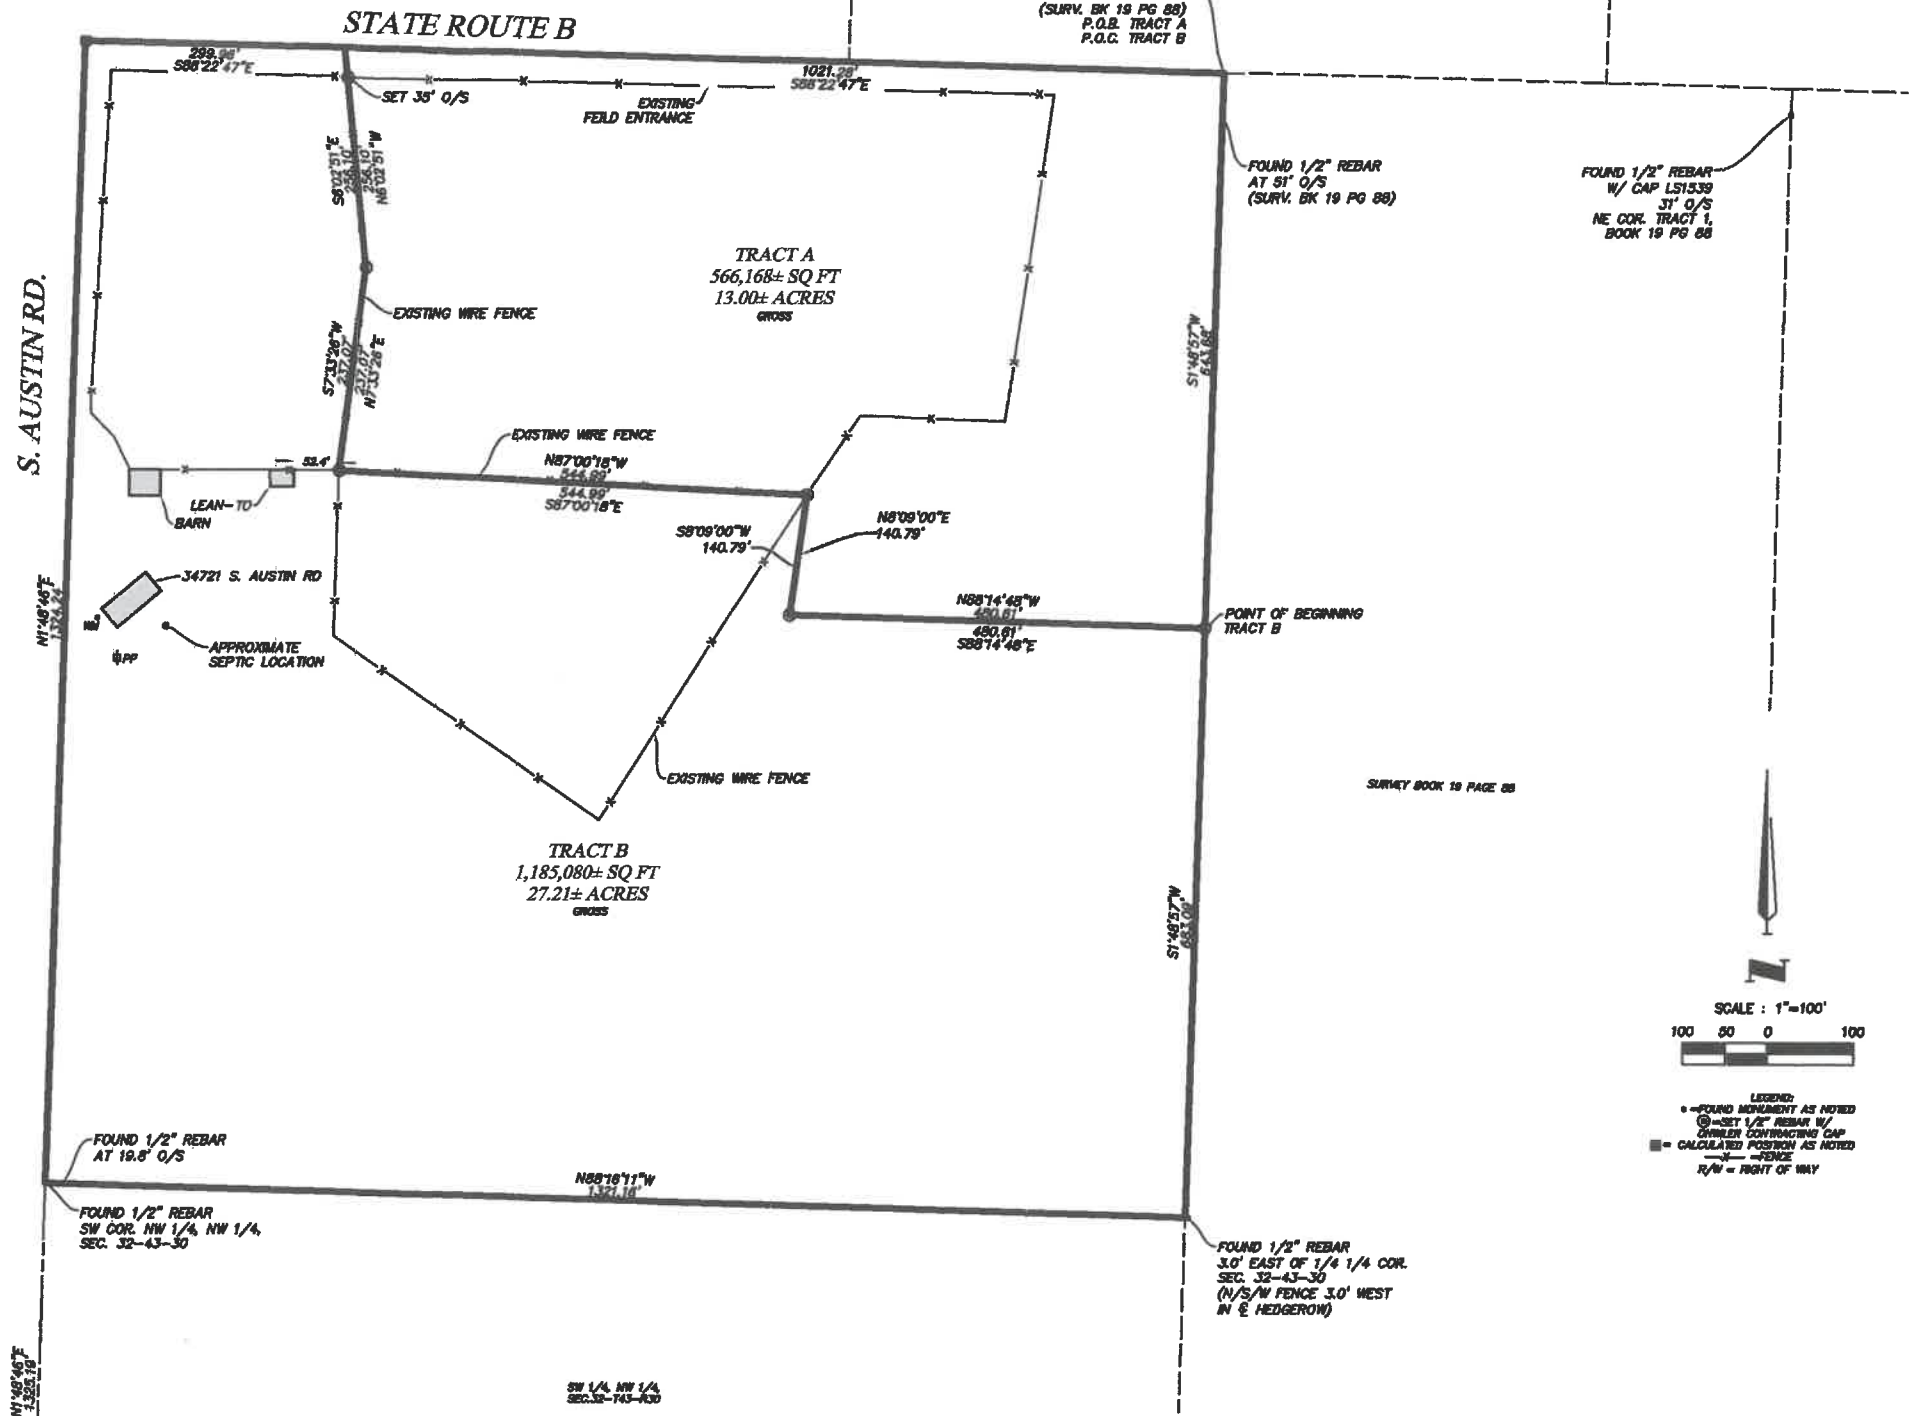 STATE ROUTE B
(SURV. BK 19 PG 88)
P.O.B. TRACT A
P.O.C. TRACT B
299.96'
S88°22'47"E
SET 35' O/S
1021.28'
S88°22'47"E
EXISTING
FEILD ENTRANCE
S6°02'51"E
256.10'
256.10'
N6°02'51"W
FOUND 1/2" REBAR
AT 51' O/S
(SURV. BK 19 PG 88)
FOUND 1/2" REBAR
W/ CAP LS1539
31' O/S
NE COR. TRACT 1,
BOOK 19 PG 88
TRACT A
566,168± SQ FT
13.00± ACRES
GROSS
S. AUSTIN RD.
EXISTING WIRE FENCE
S7°33'26"W
237.07'
237.07'
N7°33'26"E
S1°48'57"W
643.68'
EXISTING WIRE FENCE
53.4'
N87°00'18"W
544.99'
544.99'
S87°00'18"E
LEAN-TO
BARN
S8°09'00"W
140.79'
N8°09'00"E
140.79'
34721 S. AUSTIN RD
WM
PP
APPROXIMATE
SEPTIC LOCATION
N1°48'46"E
1324.24'
N88°14'48"W
480.61'
480.61'
S88°14'48"E
POINT OF BEGINNING
TRACT B
EXISTING WIRE FENCE
SURVEY BOOK 19 PAGE 88
TRACT B
1,185,080± SQ FT
27.21± ACRES
GROSS
S1°48'57"W
683.09'
N
SCALE : 1"=100'
100 50 0 100
LEGEND:
• =FOUND MONUMENT AS NOTED
=SET 1/2" REBAR W/
CONTRACTING CAP
= CALCULATED POSITION AS NOTED
—x— =FENCE
R/W = RIGHT OF WAY
FOUND 1/2" REBAR
AT 19.8' O/S
N88°16'11"W
1321.16'
FOUND 1/2" REBAR
SW COR. NW 1/4, NW 1/4,
SEC. 32-43-30
FOUND 1/2" REBAR
3.0' EAST OF 1/4 1/4 COR.
SEC. 32-43-30
(N/S/W FENCE 3.0' WEST
IN ℄ HEDGEROW)
N1°48'46"E
1325.19'
SW 1/4, NW 1/4,
SEC.32-T43-R30